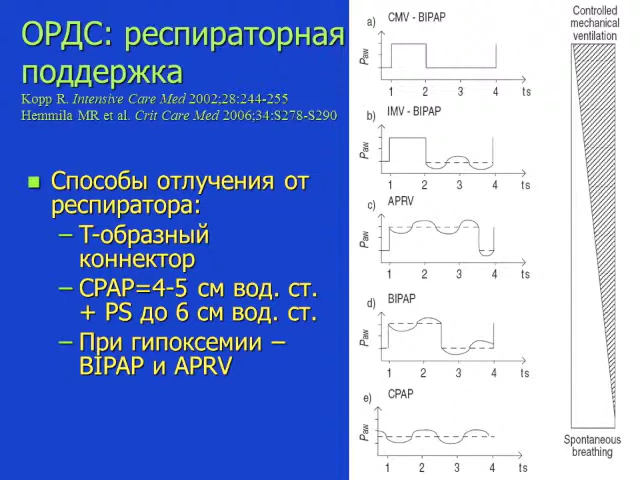 ОРДС: респираторная
поддержка
Kopp R. Intensive Care Med 2002;28:244-255
Hemmila MR et al. Crit Care Med 2006;34:S278-S290
Способы отлучения от
респиратора:
– Т-образный
коннектор
– CPAP=4-5 см вод. ст.
+ PS до 6 см вод. ст.
– При гипоксемии –
BIPAP и APRV
a) CMV - BIPAP
Paw
1 2 3 4 t s
b) IMV - BIPAP
Paw
1 2 3 4 t s
c) APRV
Paw
1 2 3 4 t s
d) BIPAP
Paw
1 2 3 4 t s
e) CPAP
Paw
1 2 3 4 t s
Controlled
mechanical
ventilation
Spontaneous
breathing